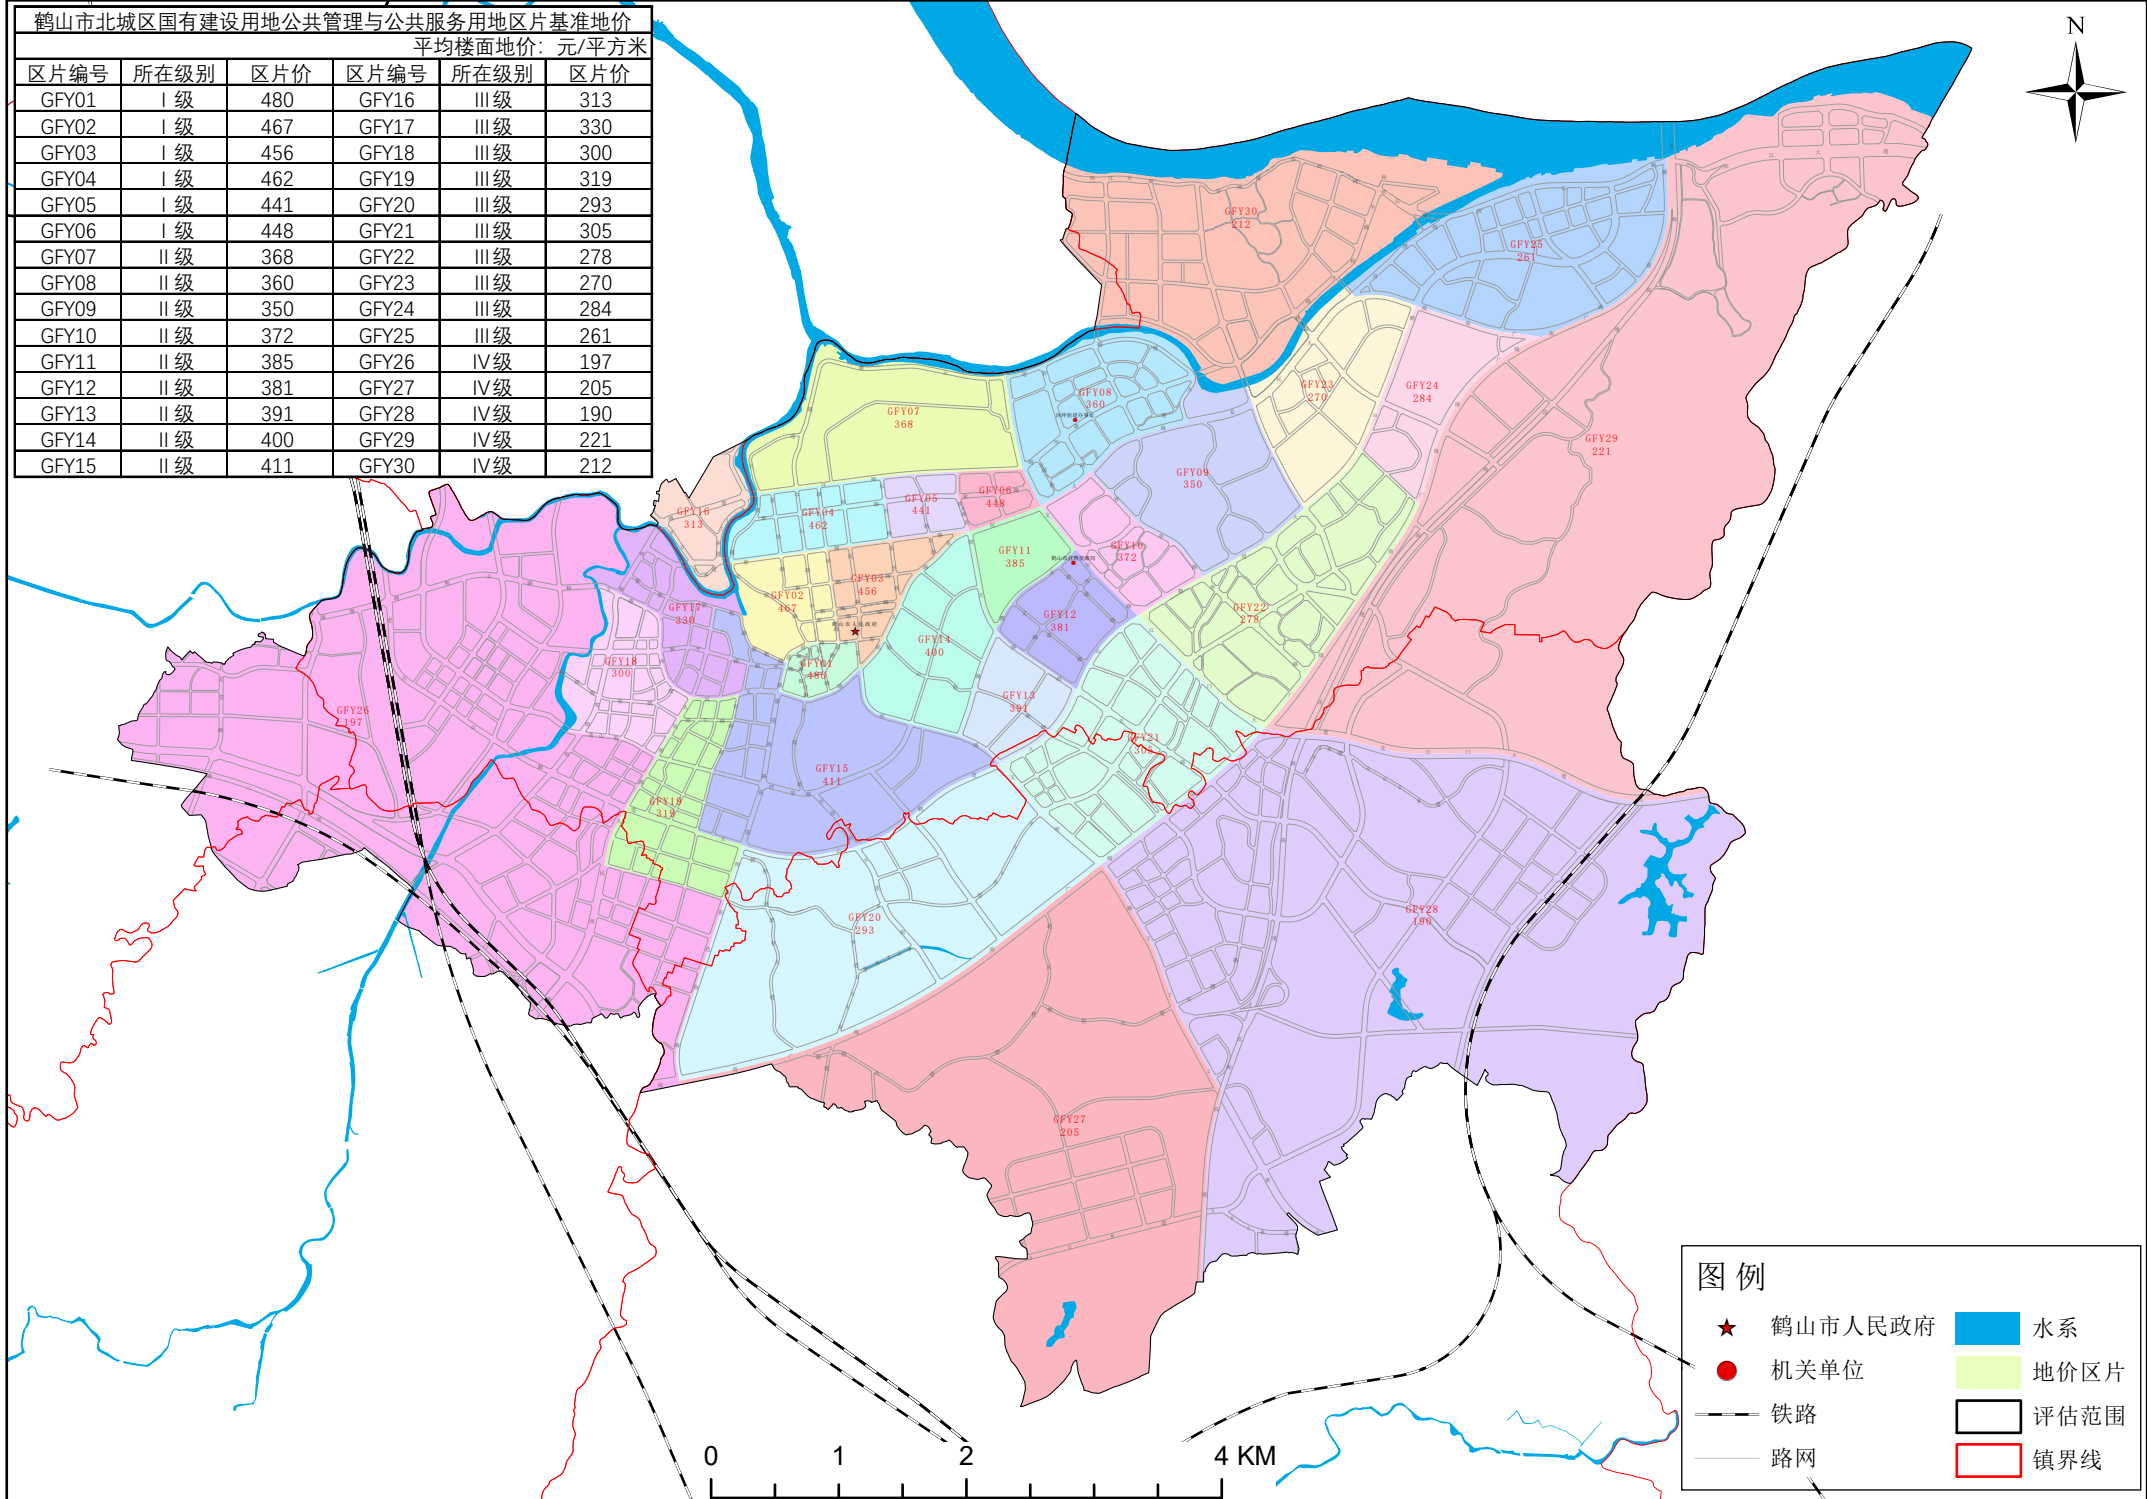 鹤山市北城区国有建设用地公共管理与公共服务用地区片基准地价
平均楼面地价：元/平方米
区片编号 所在级别 区片价 区片编号 所在级别 区片价
GFY01 Ⅰ级 480 GFY16 Ⅲ级 313
GFY02 Ⅰ级 467 GFY17 Ⅲ级 330
GFY03 Ⅰ级 456 GFY18 Ⅲ级 300
GFY04 Ⅰ级 462 GFY19 Ⅲ级 319
GFY05 Ⅰ级 441 GFY20 Ⅲ级 293
GFY06 Ⅰ级 448 GFY21 Ⅲ级 305
GFY07 Ⅱ级 368 GFY22 Ⅲ级 278
GFY08 Ⅱ级 360 GFY23 Ⅲ级 270
GFY09 Ⅱ级 350 GFY24 Ⅲ级 284
GFY10 Ⅱ级 372 GFY25 Ⅲ级 261
GFY11 Ⅱ级 385 GFY26 Ⅳ级 197
GFY12 Ⅱ级 381 GFY27 Ⅳ级 205
GFY13 Ⅱ级 391 GFY28 Ⅳ级 190
GFY14 Ⅱ级 400 GFY29 Ⅳ级 221
GFY15 Ⅱ级 411 GFY30 Ⅳ级 212
N
GFY30
212
GFY25
261
GFY23
270
GFY24
284
GFY08
360
GFY07
368
GFY29
221
GFY09
350
GFY06
448
GFY05
441
GFY04
462
GFY16
313
GFY10
372
GFY11
385
GFY03
456
GFY02
467
鹤山市人民政府
GFY17
330
GFY22
278
GFY12
381
GFY14
400
GFY01
480
GFY18
300
GFY13
391
GFY26
197
GFY21
305
GFY15
411
GFY19
319
GFY20
293
GFY28
190
GFY27
205
图例
鹤山市人民政府
水系
机关单位
地价区片
铁路
评估范围
路网
镇界线
0 1 2 4 KM